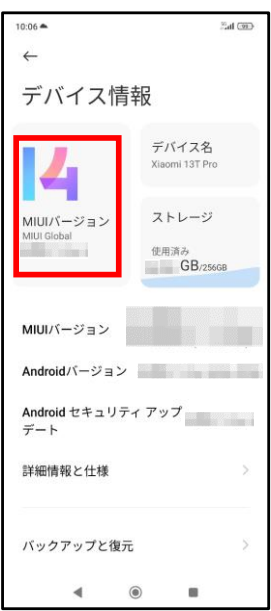 10:06
デバイス情報
14
MIUIバージョン
MIUI Global
デバイス名
Xiaomi 13T Pro
ストレージ
使用済み
GB/256GB
MIUIバージョン
Androidバージョン
Android セキュリティ アップ
デート
詳細情報と仕様
バックアップと復元